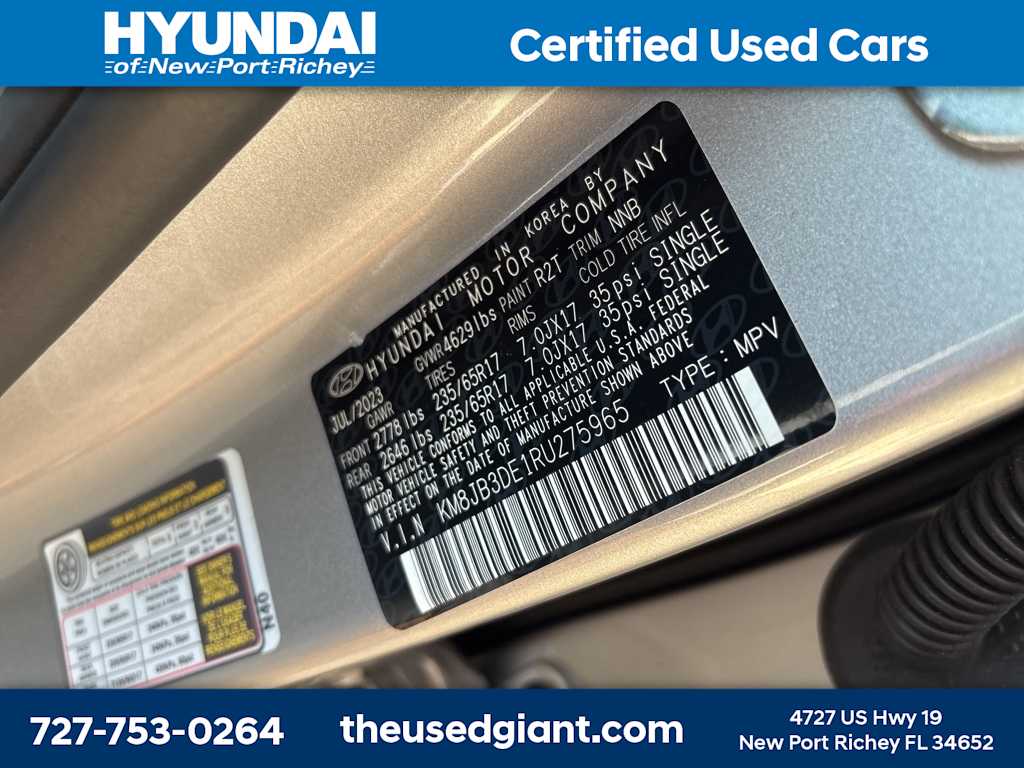 HYUNDAI
of New Port Richey
Certified Used Cars
MANUFACTURED IN KOREA BY
HYUNDAI MOTOR COMPANY
JUL/2023 GVWR 4629lbs PAINT R2T TRIM NNB
GAWR TIRES RIMS COLD TIRE INFL
FRONT 2778 lbs 235/65R17 7.0JX17 35psi SINGLE
REAR 2646 lbs 235/65R17 7.0JX17 35psi SINGLE
THIS VEHICLE CONFORMS TO ALL APPLICABLE U.S.A. FEDERAL
MOTOR VEHICLE SAFETY AND THEFT PREVENTION STANDARDS
IN EFFECT ON THE DATE OF MANUFACTURE SHOWN ABOVE
V.I.N KM8JB3DE1RU275965 TYPE : MPV
N40
727-753-0264
theusedgiant.com
4727 US Hwy 19
New Port Richey FL 34652